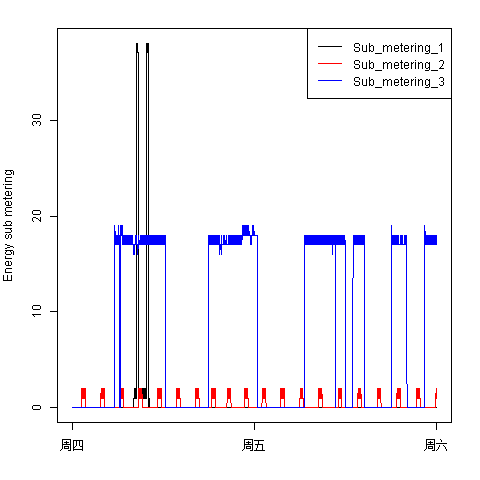 Sub_metering_1
Sub_metering_2
Sub_metering_3
Energy sub metering
30
20
10
0
周四 周五 周六